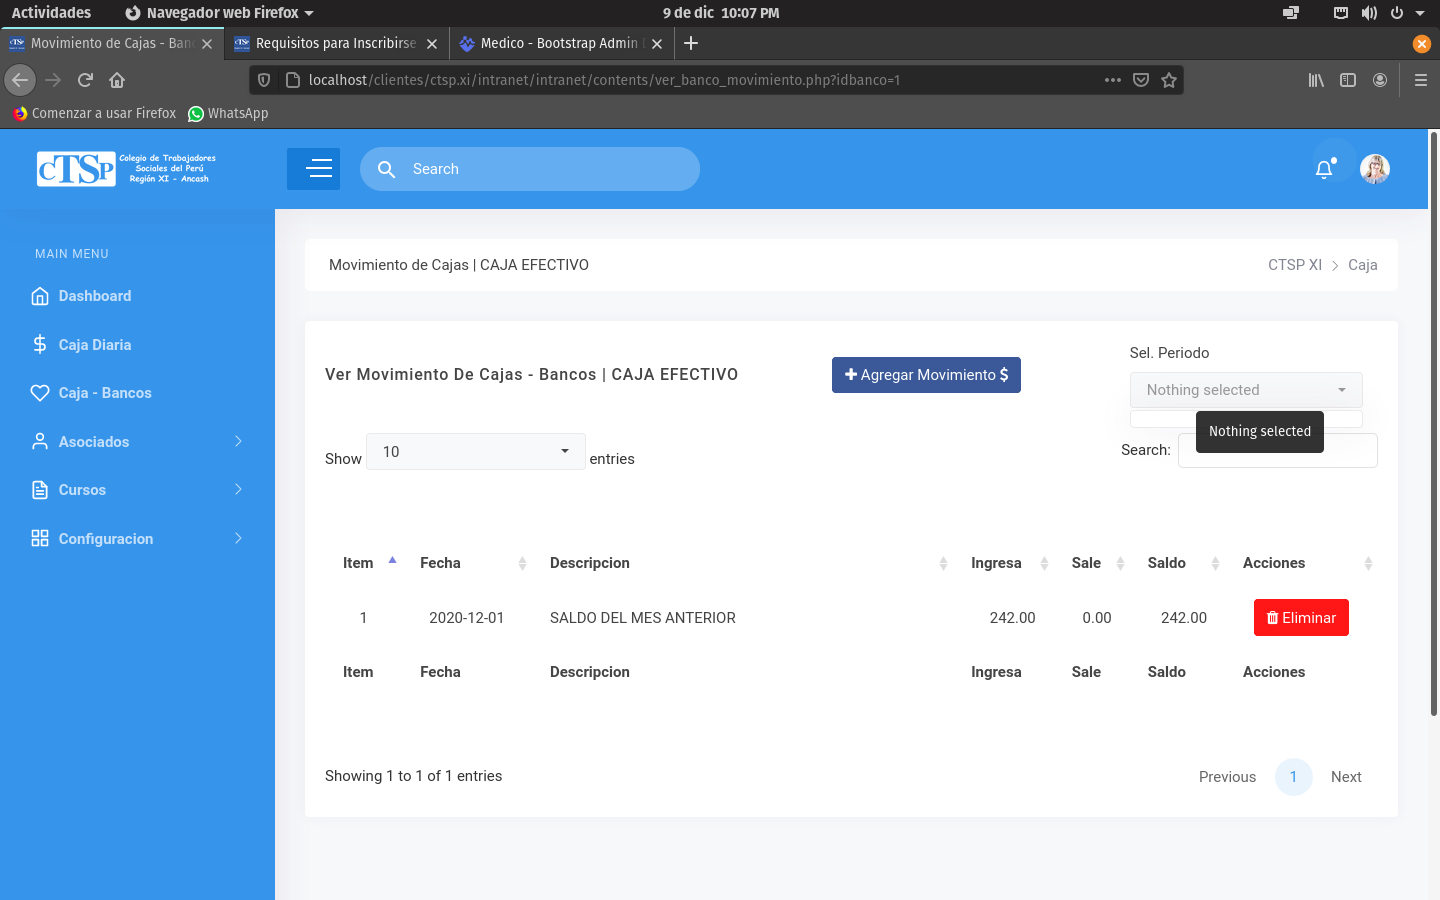 Actividades
Navegador web Firefox
9 de dic 10:07 PM
Movimiento de Cajas - Banc
Requisitos para Inscribirse
Medico - Bootstrap Admin
localhost/clientes/ctsp.xi/intranet/intranet/contents/ver_banco_movimiento.php?idbanco=1
Comenzar a usar Firefox
WhatsApp
CTSP
Colegio de Trabajadores
Sociales del Perú
Región XI - Ancash
Search
MAIN MENU
Dashboard
Caja Diaria
Caja - Bancos
Asociados
Cursos
Configuracion
Movimiento de Cajas | CAJA EFECTIVO
CTSP XI > Caja
Ver Movimiento De Cajas - Bancos | CAJA EFECTIVO
+ Agregar Movimiento $
Sel. Periodo
Nothing selected
Nothing selected
Show 10 entries
Search:
Item Fecha Descripcion Ingresa Sale Saldo Acciones
1 2020-12-01 SALDO DEL MES ANTERIOR 242.00 0.00 242.00 Eliminar
Item Fecha Descripcion Ingresa Sale Saldo Acciones
Showing 1 to 1 of 1 entries
Previous 1 Next